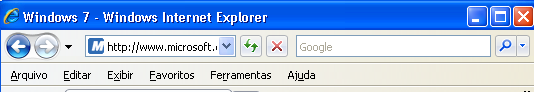 Windows 7 - Windows Internet Explorer
M http://www.microsoft. Google
Arquivo Editar Exibir Favoritos Ferramentas Ajuda